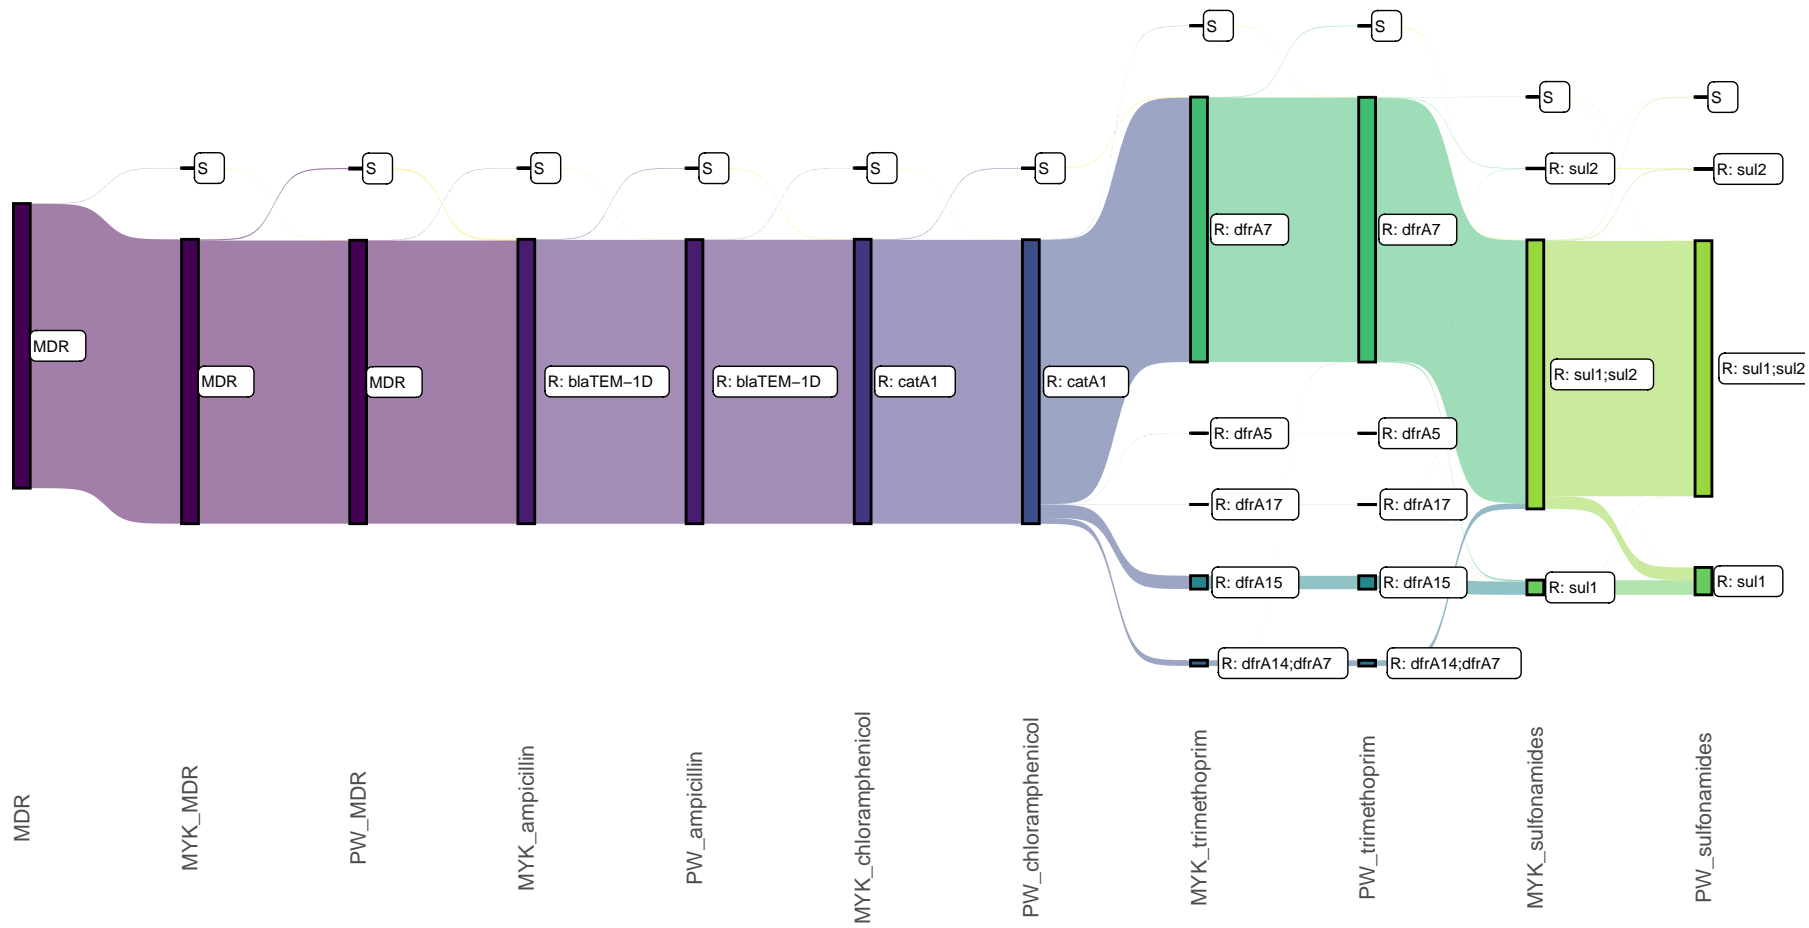 S
S
S
S
S
S
S
S
S
S
S
R: sul2
R: sul2
R: dfrA7
R: dfrA7
MDR
MDR
MDR
R: blaTEM−1D
R: blaTEM−1D
R: catA1
R: catA1
R: sul1;sul2
R: sul1;sul2
R: dfrA5
R: dfrA5
R: dfrA17
R: dfrA17
R: dfrA15
R: dfrA15
R: sul1
R: sul1
R: dfrA14;dfrA7
R: dfrA14;dfrA7
MDR
MYK_MDR
PW_MDR
MYK_ampicillin
PW_ampicillin
MYK_chloramphenicol
PW_chloramphenicol
MYK_trimethoprim
PW_trimethoprim
MYK_sulfonamides
PW_sulfonamides